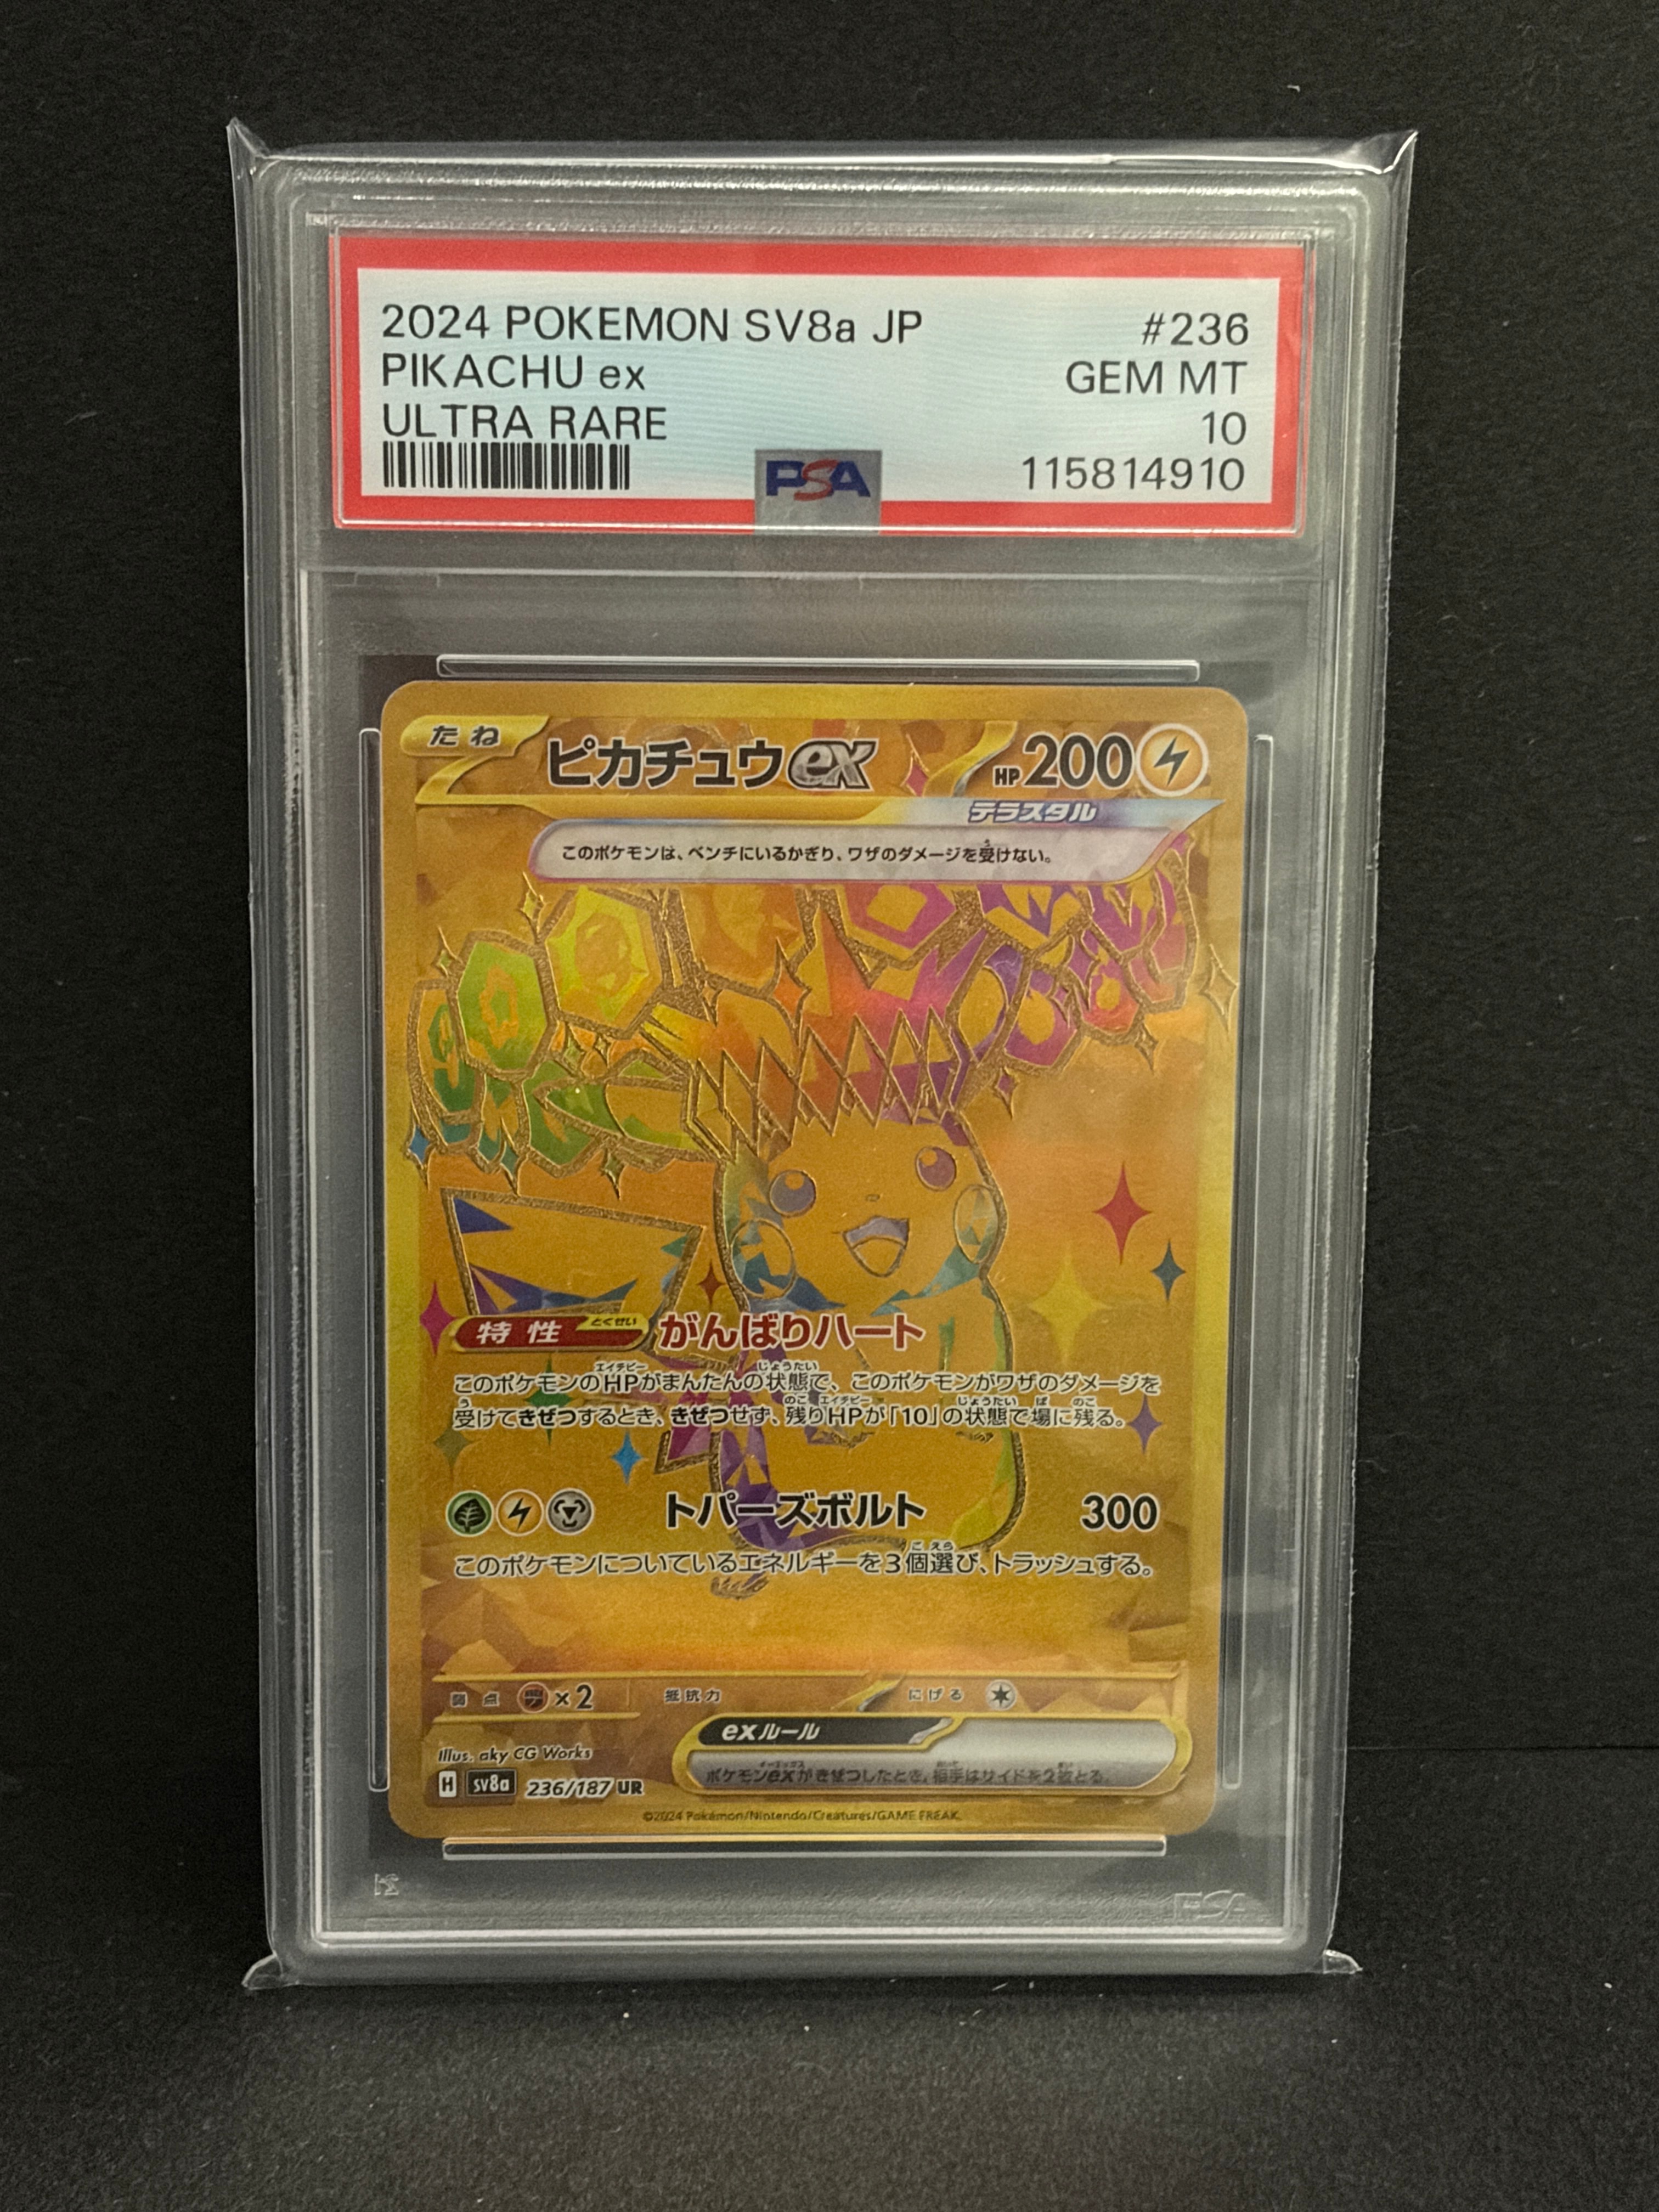 2024 POKEMON SV8a JP #236
PIKACHU ex GEM MT
ULTRA RARE 10
PSA 115814910
たね ピカチュウex HP200
テラスタル
このポケモンは、ベンチにいるかぎり、ワザのダメージを受けない。
特性 とくせい がんばりハート
このポケモンのHPがまんたんの状態で、このポケモンがワザのダメージを
受けてきぜつするとき、きぜつせず、残りHPが「10」の状態で場に残る。
トパーズボルト 300
このポケモンについているエネルギーを3個選び、トラッシュする。
弱点 ×2 抵抗力 にげる
exルール
ポケモンexがきぜつしたとき、相手はサイドを2枚とる。
Illus. aky CG Works
H SV8a 236/187 UR
©2024 Pokémon/Nintendo/Creatures/GAME FREAK.
PSA